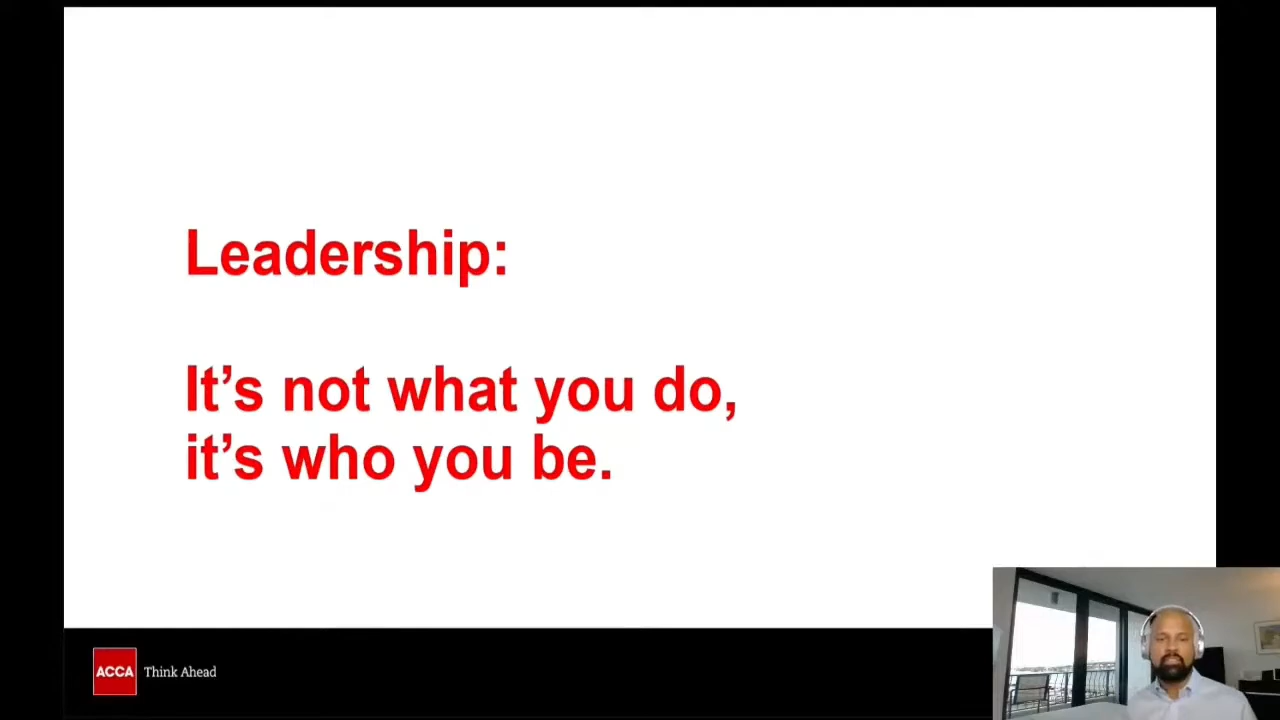 Leadership:
It’s not what you do,
it’s who you be.
ACCA Think Ahead